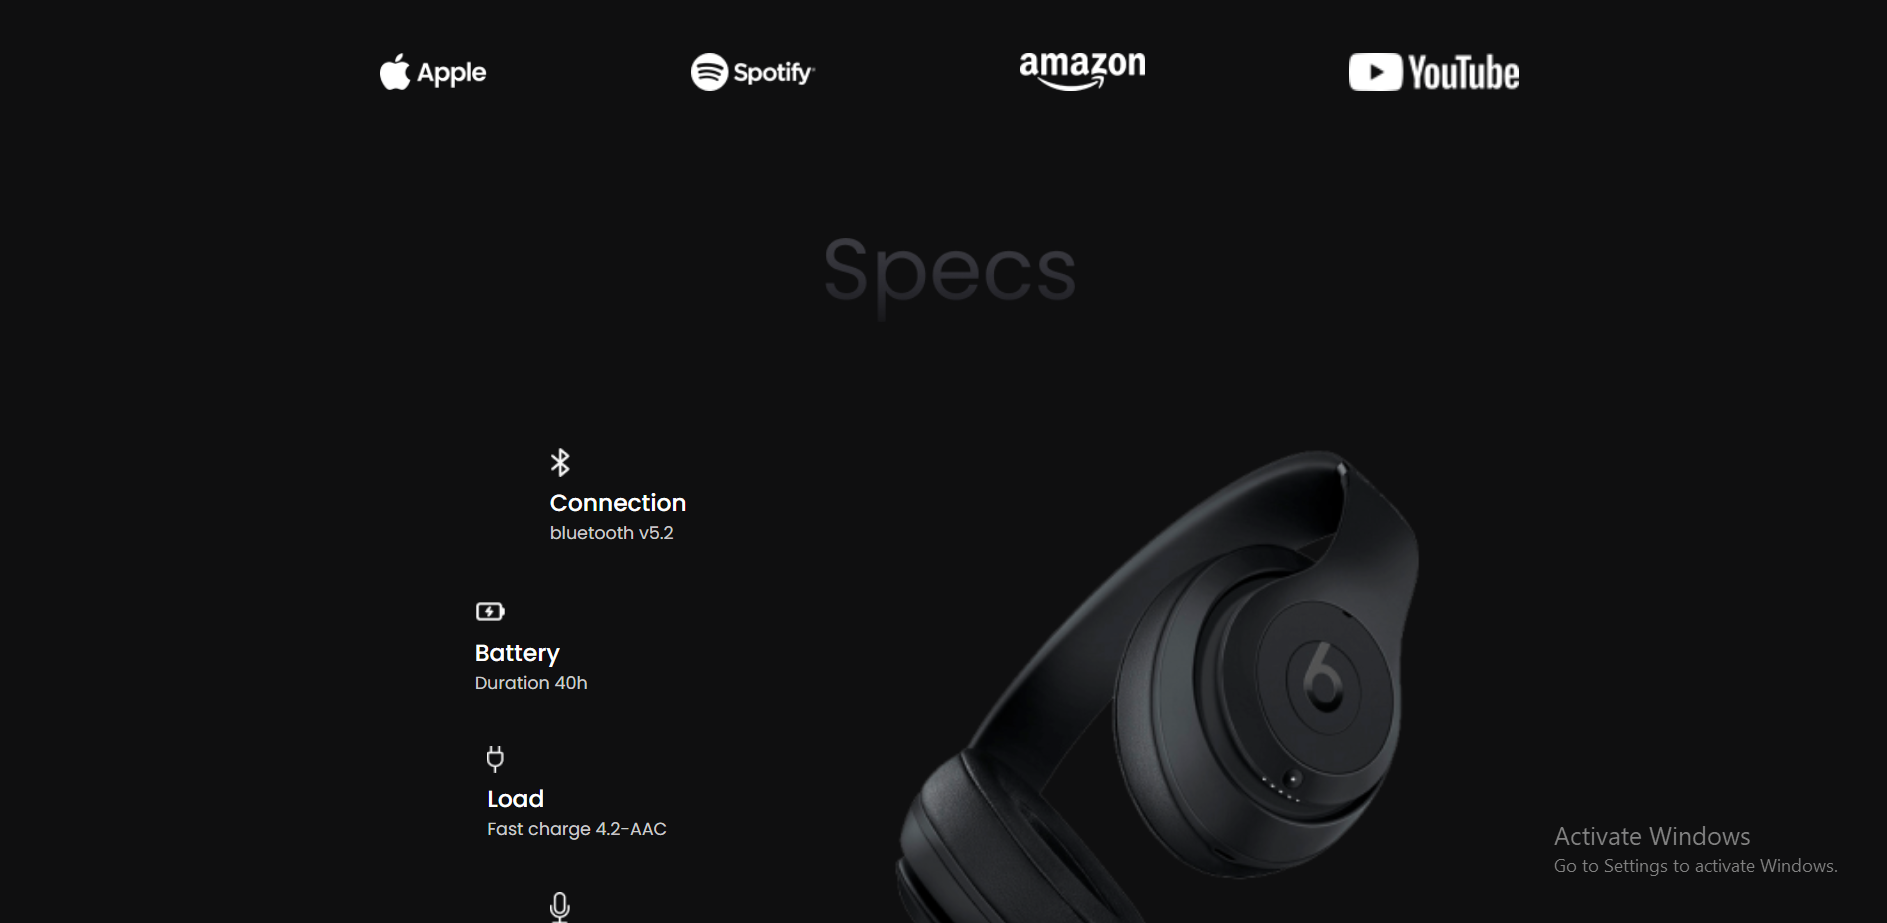 Apple
Spotify
amazon
YouTube
Specs
Connection
bluetooth v5.2
Battery
Duration 40h
Load
Fast charge 4.2-AAC
Activate Windows
Go to Settings to activate Windows.